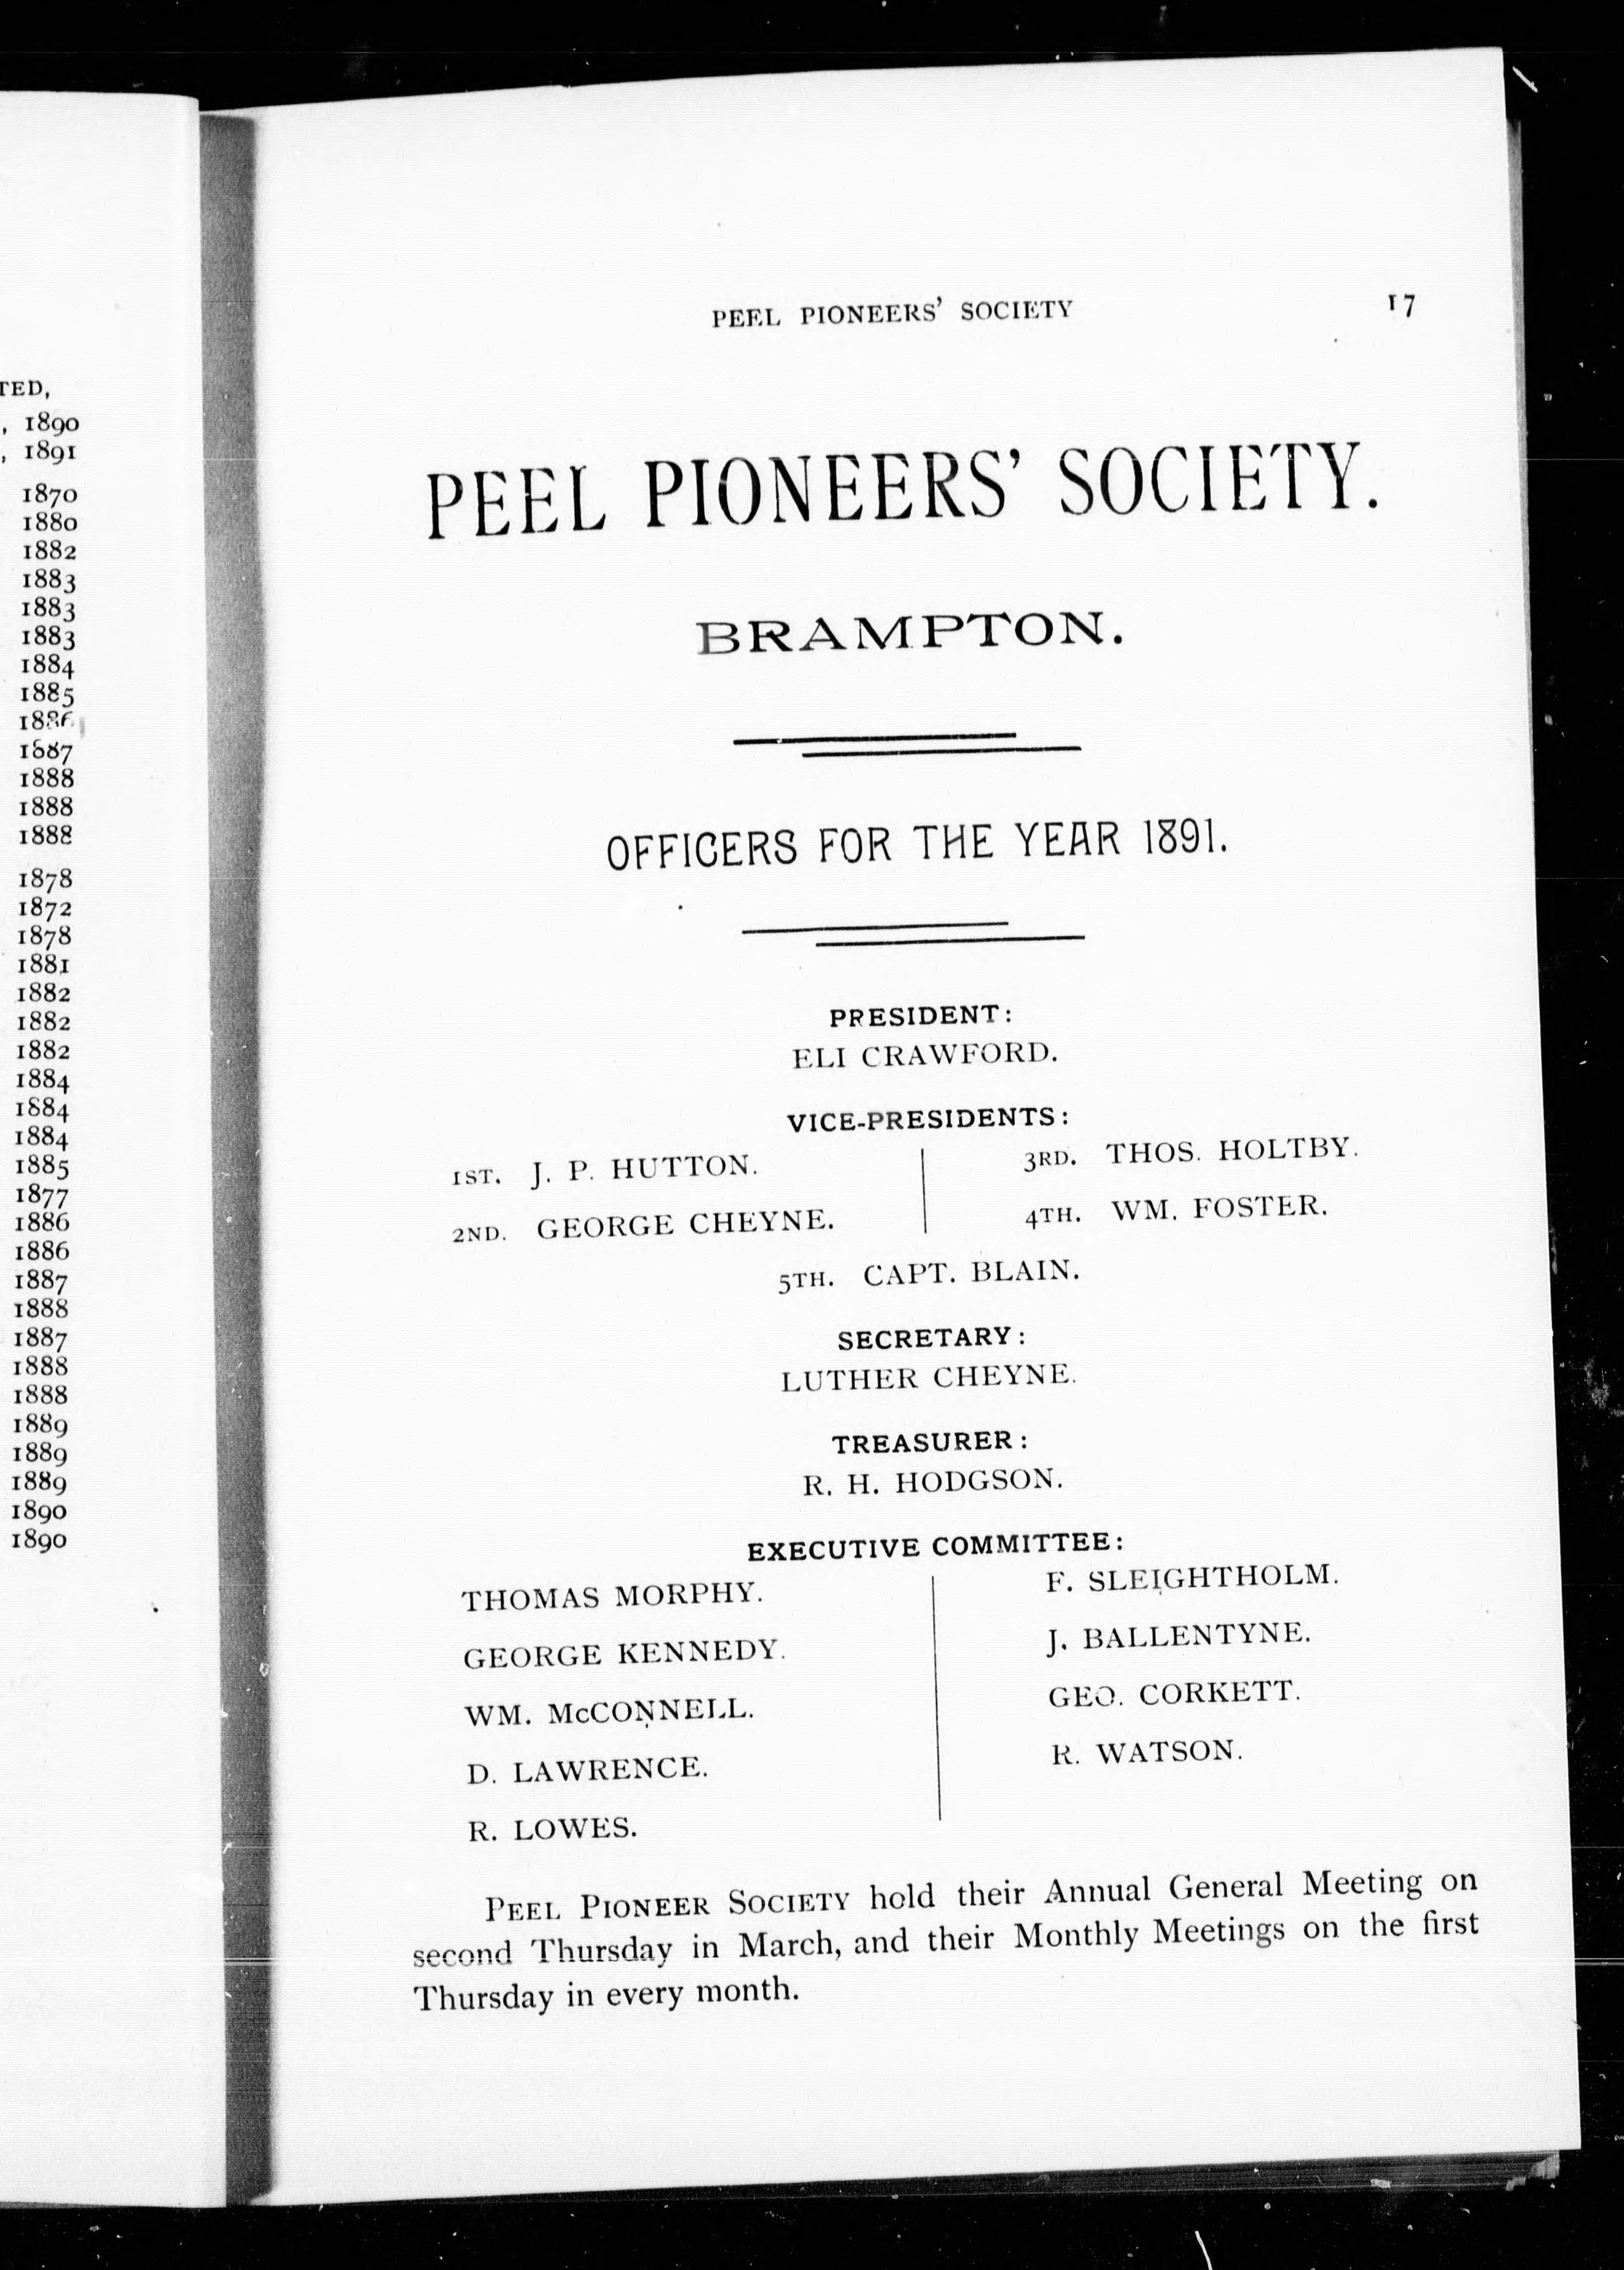 TED,
, 1890
, 1891
1870
1880
1882
1883
1883
1883
1884
1885
1886
1887
1888
1888
1888
1878
1872
1878
1881
1882
1882
1882
1884
1884
1884
1885
1877
1886
1886
1887
1888
1887
1888
1888
1889
1889
1889
1890
1890
PEEL PIONEERS' SOCIETY 17
PEEL PIONEERS' SOCIETY.
BRAMPTON.
OFFICERS FOR THE YEAR 1891.
PRESIDENT:
ELI CRAWFORD.
VICE-PRESIDENTS:
1ST. J. P. HUTTON.
2ND. GEORGE CHEYNE.
3RD. THOS. HOLTBY.
4TH. WM. FOSTER.
5TH. CAPT. BLAIN.
SECRETARY:
LUTHER CHEYNE.
TREASURER:
R. H. HODGSON.
EXECUTIVE COMMITTEE:
THOMAS MORPHY.
GEORGE KENNEDY.
WM. McCONNELL.
D. LAWRENCE.
R. LOWES.
F. SLEIGHTHOLM.
J. BALLENTYNE.
GEO. CORKETT.
R. WATSON.
PEEL PIONEER SOCIETY hold their Annual General Meeting on
second Thursday in March, and their Monthly Meetings on the first
Thursday in every month.